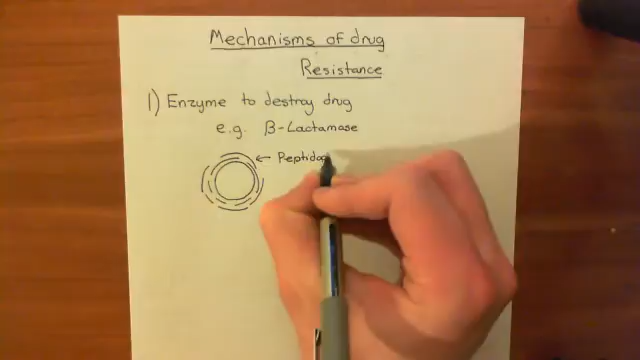 Mechanisms of drug
Resistance
1) Enzyme to destroy drug
e.g. β-Lactamase
← Peptidog